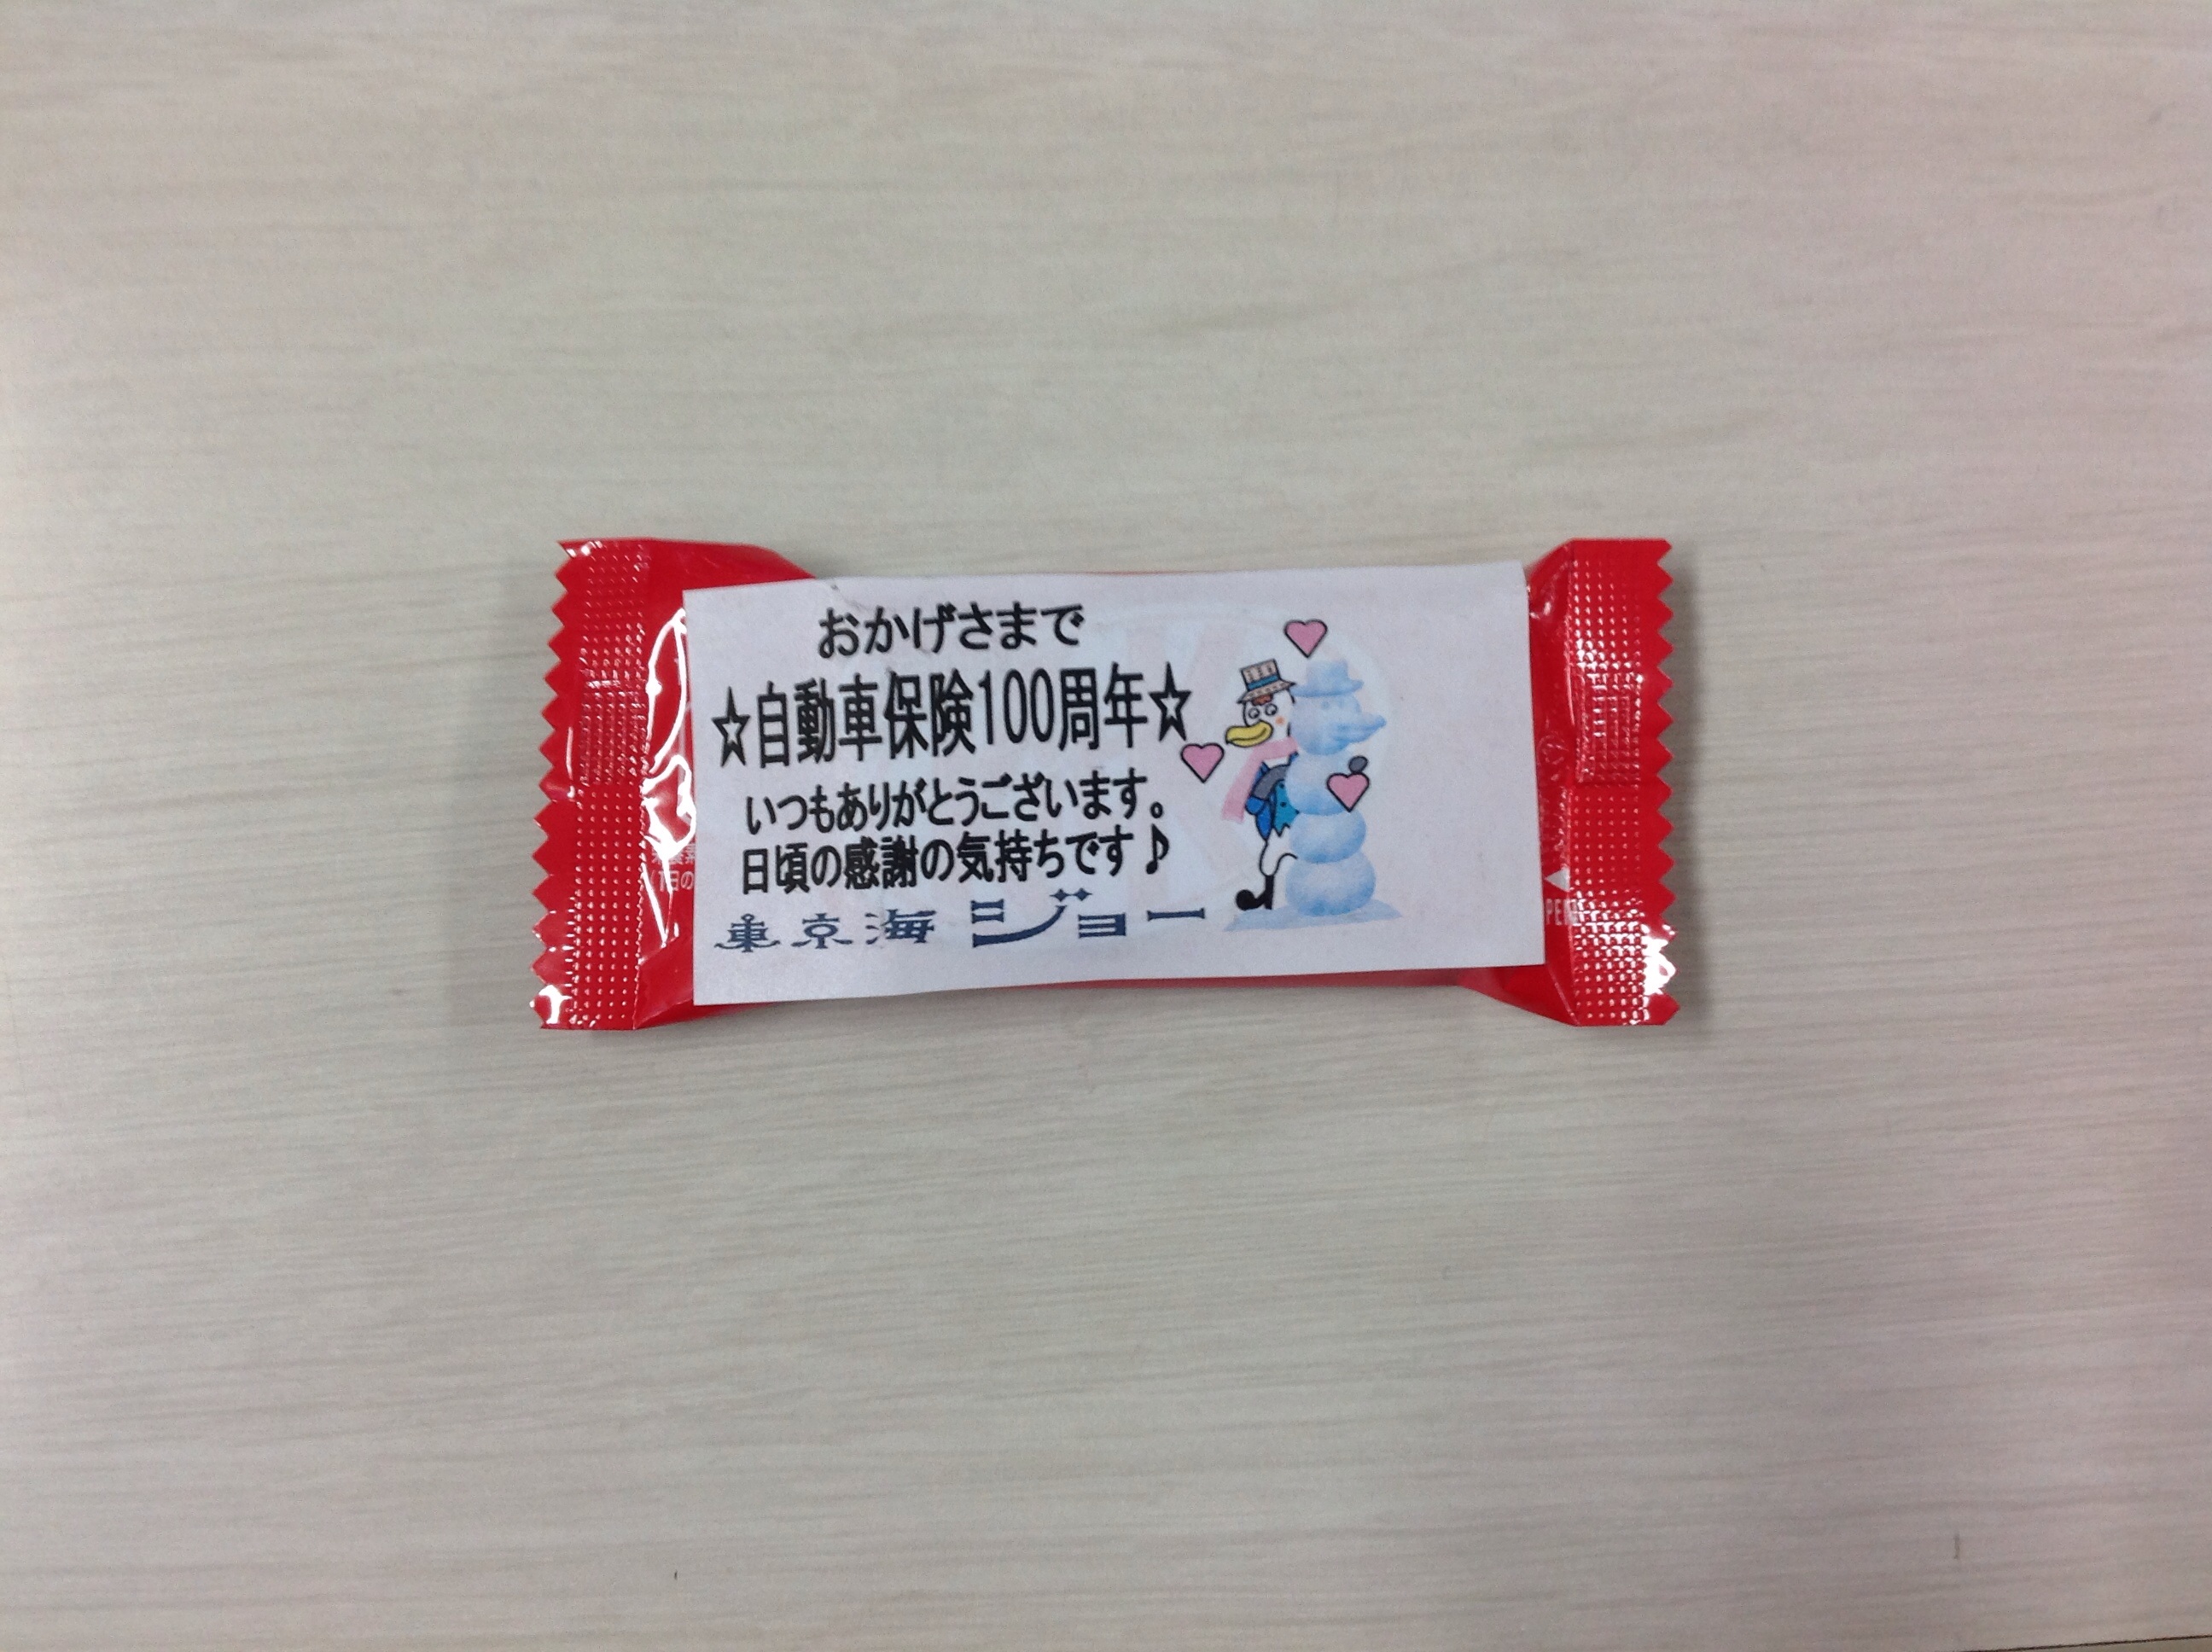 おかげさまで
☆自動車保険100周年☆
いつもありがとうございます。
日頃の感謝の気持ちです♪
東京海ジョー